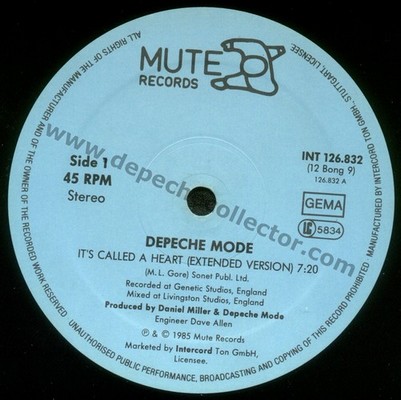 MUTE
RECORDS
ALL RIGHTS OF THE MANUFACTURER AND OF THE OWNER OF THE RECORDED WORK RESERVED
UNAUTHORISED PUBLIC PERFORMANCE, BROADCASTING AND COPYING OF THIS RECORD PROHIBITED
MUTE RECORDS BY INTERCORD TON GMBH., STUTTGART, LICENSEE.
www.depechecollector.com
Side 1
45 RPM
Stereo
INT 126.832
(12 Bong 9)
126.832 A
GEMA
LC 5834
DEPECHE MODE
IT'S CALLED A HEART (EXTENDED VERSION) 7:20
(M.L. Gore) Sonet Publ. Ltd.
Recorded at Genetic Studios, England
Mixed at Livingston Studios, England
Produced by Daniel Miller & Depeche Mode
Engineer Dave Allen
℗ & © 1985 Mute Records
Marketed by Intercord Ton GmbH,
Licensee.